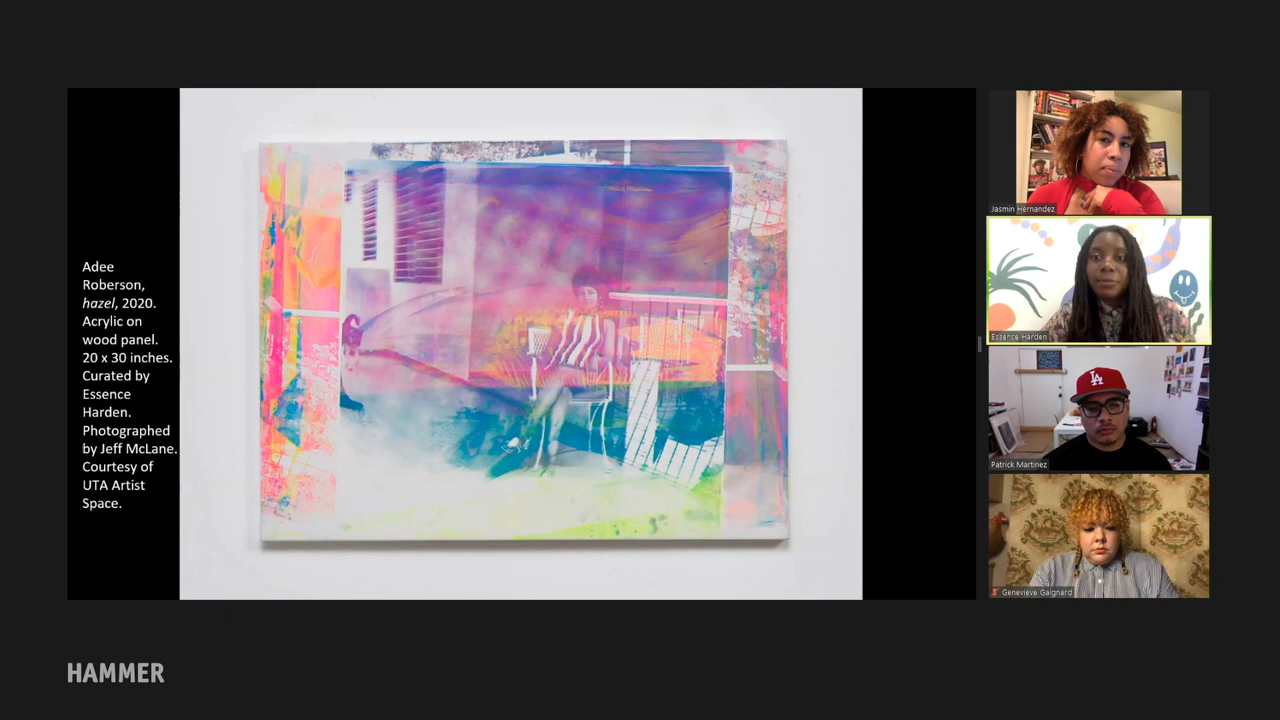 Adee
Roberson,
hazel, 2020.
Acrylic on
wood panel.
20 x 30 inches.
Curated by
Essence
Harden.
Photographed
by Jeff McLane.
Courtesy of
UTA Artist
Space.
Jasmin Hernandez
Essence Harden
LA
Patrick Martinez
Genevieve Gaignard
HAMMER